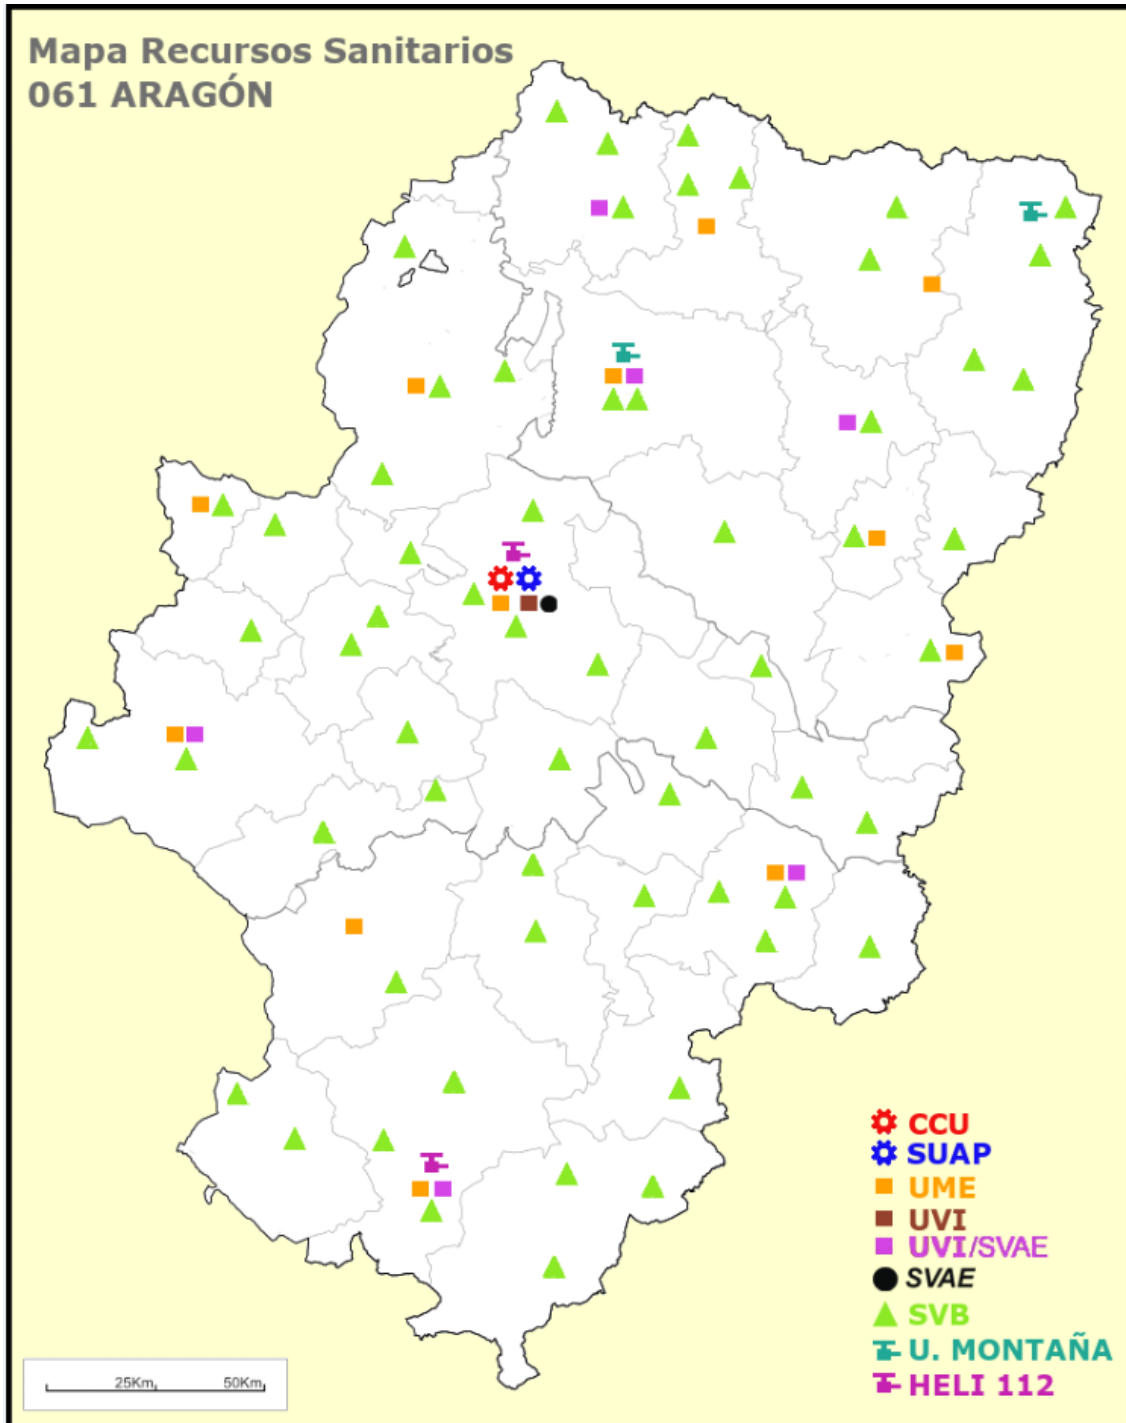 Mapa Recursos Sanitarios
061 ARAGÓN
CCU
SUAP
UME
UVI
UVI/SVAE
SVAE
SVB
U. MONTAÑA
HELI 112
25Km, 50Km,